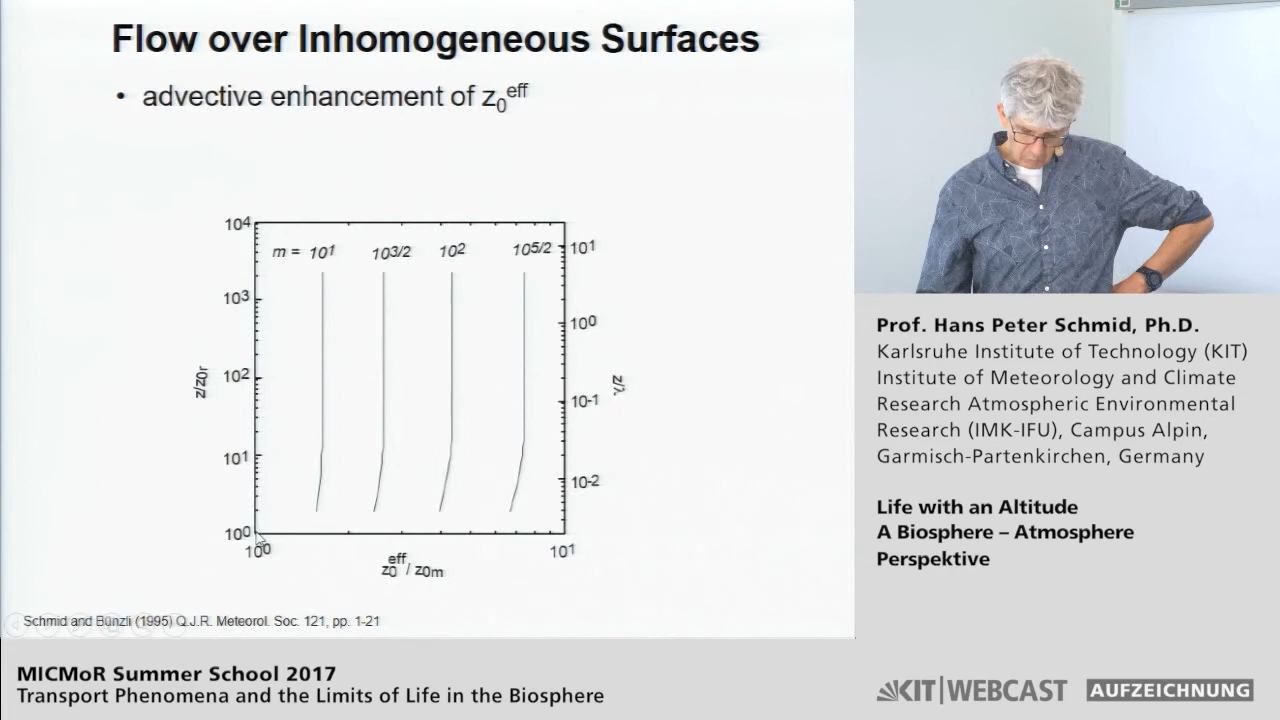 Flow over Inhomogeneous Surfaces
• advective enhancement of z₀ᵉᶠᶠ
m = 10¹ 10³/² 10² 10⁵/²
10⁴
10³
10²
10¹
10⁰
z/z0r
10¹
10⁰
10-1
10-2
z/λ
10⁰ 10¹
z₀ᵉᶠᶠ / z0m
Schmid and Bünzli (1995) Q.J.R. Meteorol. Soc. 121, pp. 1-21
Prof. Hans Peter Schmid, Ph.D.
Karlsruhe Institute of Technology (KIT)
Institute of Meteorology and Climate
Research Atmospheric Environmental
Research (IMK-IFU), Campus Alpin,
Garmisch-Partenkirchen, Germany
Life with an Altitude
A Biosphere – Atmosphere
Perspektive
MICMoR Summer School 2017
Transport Phenomena and the Limits of Life in the Biosphere
KIT|WEBCAST AUFZEICHNUNG